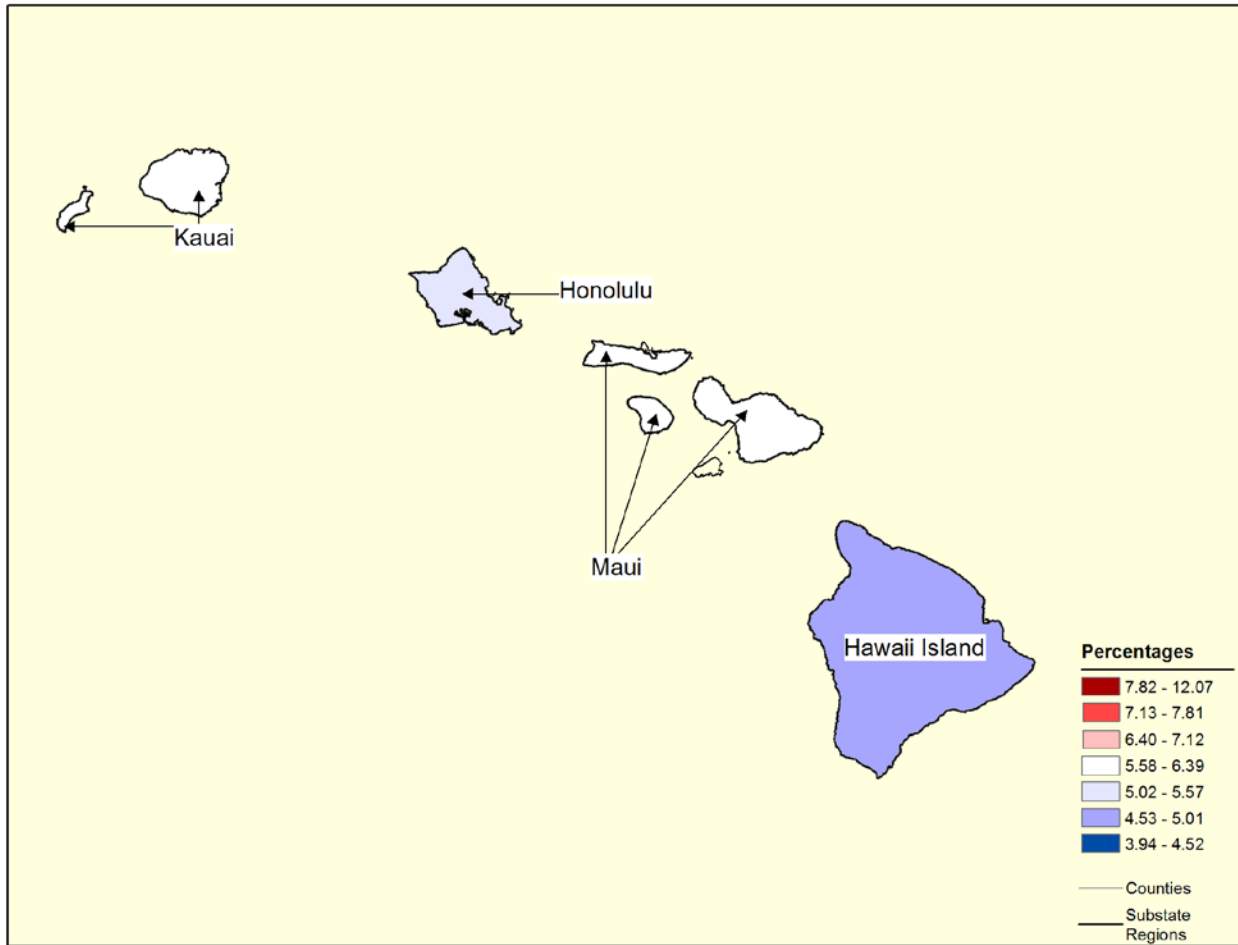 Kauai
Honolulu
Maui
Hawaii Island
Percentages
7.82 - 12.07
7.13 - 7.81
6.40 - 7.12
5.58 - 6.39
5.02 - 5.57
4.53 - 5.01
3.94 - 4.52
Counties
Substate
Regions